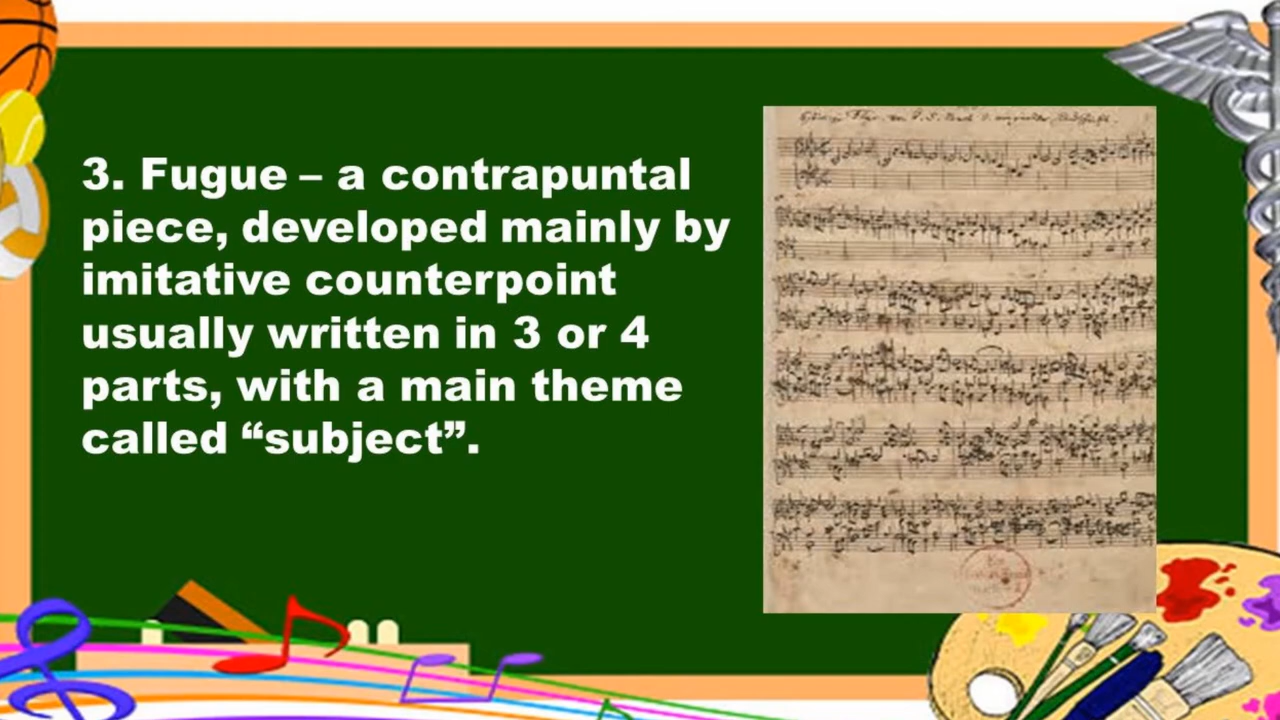 3. Fugue – a contrapuntal
piece, developed mainly by
imitative counterpoint
usually written in 3 or 4
parts, with a main theme
called “subject”.